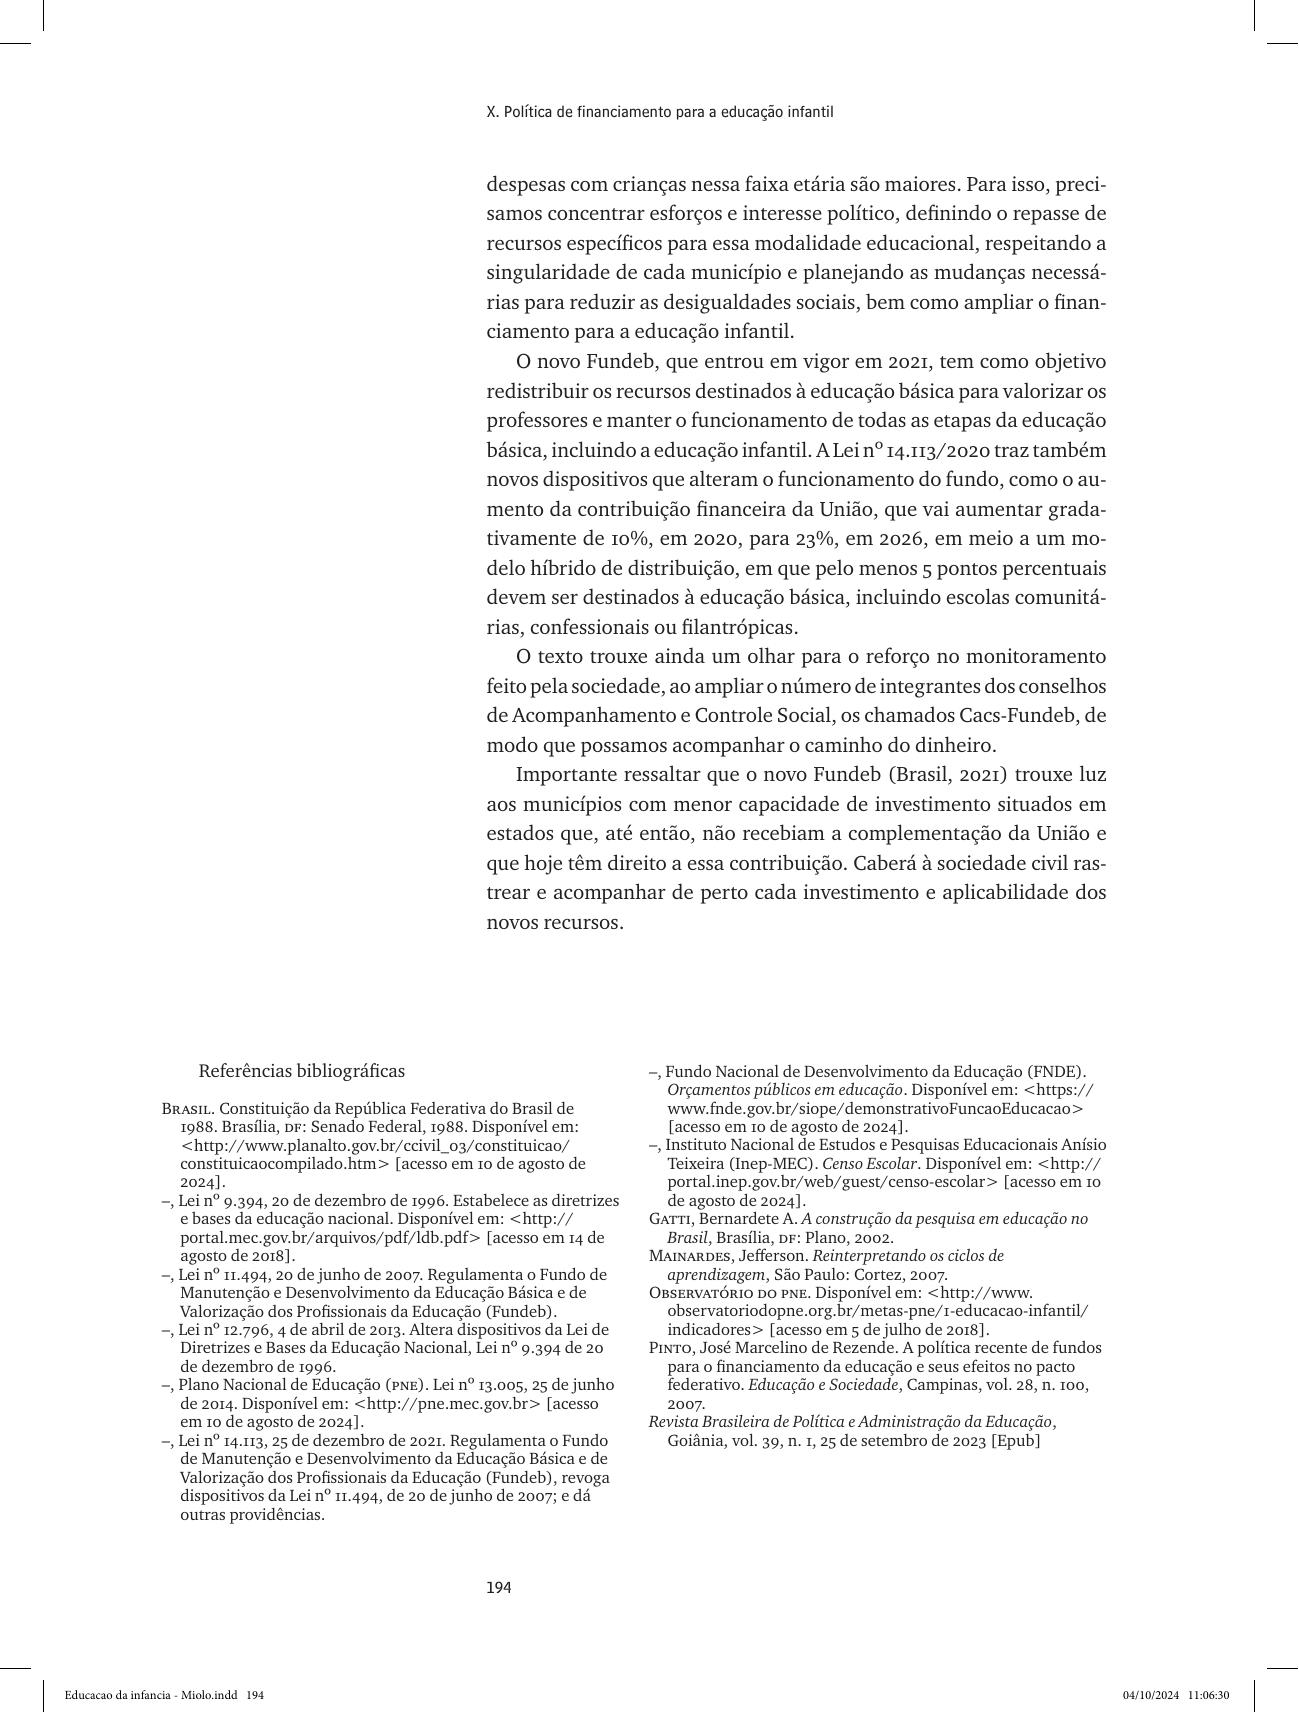 X. Política de financiamento para a educação infantil
despesas com crianças nessa faixa etária são maiores. Para isso, preci-
samos concentrar esforços e interesse político, definindo o repasse de
recursos específicos para essa modalidade educacional, respeitando a
singularidade de cada município e planejando as mudanças necessá-
rias para reduzir as desigualdades sociais, bem como ampliar o finan-
ciamento para a educação infantil.
O novo Fundeb, que entrou em vigor em 2021, tem como objetivo
redistribuir os recursos destinados à educação básica para valorizar os
professores e manter o funcionamento de todas as etapas da educação
básica, incluindo a educação infantil. A Lei nº 14.113/2020 traz também
novos dispositivos que alteram o funcionamento do fundo, como o au-
mento da contribuição financeira da União, que vai aumentar grada-
tivamente de 10%, em 2020, para 23%, em 2026, em meio a um mo-
delo híbrido de distribuição, em que pelo menos 5 pontos percentuais
devem ser destinados à educação básica, incluindo escolas comunitá-
rias, confessionais ou filantrópicas.
O texto trouxe ainda um olhar para o reforço no monitoramento
feito pela sociedade, ao ampliar o número de integrantes dos conselhos
de Acompanhamento e Controle Social, os chamados Cacs-Fundeb, de
modo que possamos acompanhar o caminho do dinheiro.
Importante ressaltar que o novo Fundeb (Brasil, 2021) trouxe luz
aos municípios com menor capacidade de investimento situados em
estados que, até então, não recebiam a complementação da União e
que hoje têm direito a essa contribuição. Caberá à sociedade civil ras-
trear e acompanhar de perto cada investimento e aplicabilidade dos
novos recursos.
Referências bibliográficas
BRASIL. Constituição da República Federativa do Brasil de
1988. Brasília, DF: Senado Federal, 1988. Disponível em:
<http://www.planalto.gov.br/ccivil_03/constituicao/
constituicaocompilado.htm> [acesso em 10 de agosto de
2024].
–, Lei nº 9.394, 20 de dezembro de 1996. Estabelece as diretrizes
e bases da educação nacional. Disponível em: <http://
portal.mec.gov.br/arquivos/pdf/ldb.pdf> [acesso em 14 de
agosto de 2018].
–, Lei nº 11.494, 20 de junho de 2007. Regulamenta o Fundo de
Manutenção e Desenvolvimento da Educação Básica e de
Valorização dos Profissionais da Educação (Fundeb).
–, Lei nº 12.796, 4 de abril de 2013. Altera dispositivos da Lei de
Diretrizes e Bases da Educação Nacional, Lei nº 9.394 de 20
de dezembro de 1996.
–, Plano Nacional de Educação (PNE). Lei nº 13.005, 25 de junho
de 2014. Disponível em: <http://pne.mec.gov.br> [acesso
em 10 de agosto de 2024].
–, Lei nº 14.113, 25 de dezembro de 2021. Regulamenta o Fundo
de Manutenção e Desenvolvimento da Educação Básica e de
Valorização dos Profissionais da Educação (Fundeb), revoga
dispositivos da Lei nº 11.494, de 20 de junho de 2007; e dá
outras providências.
–, Fundo Nacional de Desenvolvimento da Educação (FNDE).
Orçamentos públicos em educação. Disponível em: <https://
www.fnde.gov.br/siope/demonstrativoFuncaoEducacao>
[acesso em 10 de agosto de 2024].
–, Instituto Nacional de Estudos e Pesquisas Educacionais Anísio
Teixeira (Inep-MEC). Censo Escolar. Disponível em: <http://
portal.inep.gov.br/web/guest/censo-escolar> [acesso em 10
de agosto de 2024].
GATTI, Bernardete A. A construção da pesquisa em educação no
Brasil, Brasília, DF: Plano, 2002.
MAINARDES, Jefferson. Reinterpretando os ciclos de
aprendizagem, São Paulo: Cortez, 2007.
OBSERVATÓRIO DO PNE. Disponível em: <http://www.
observatoriodopne.org.br/metas-pne/1-educacao-infantil/
indicadores> [acesso em 5 de julho de 2018].
PINTO, José Marcelino de Rezende. A política recente de fundos
para o financiamento da educação e seus efeitos no pacto
federativo. Educação e Sociedade, Campinas, vol. 28, n. 100,
2007.
Revista Brasileira de Política e Administração da Educação,
Goiânia, vol. 39, n. 1, 25 de setembro de 2023 [Epub]
194
Educacao da infancia - Miolo.indd 194
04/10/2024 11:06:30